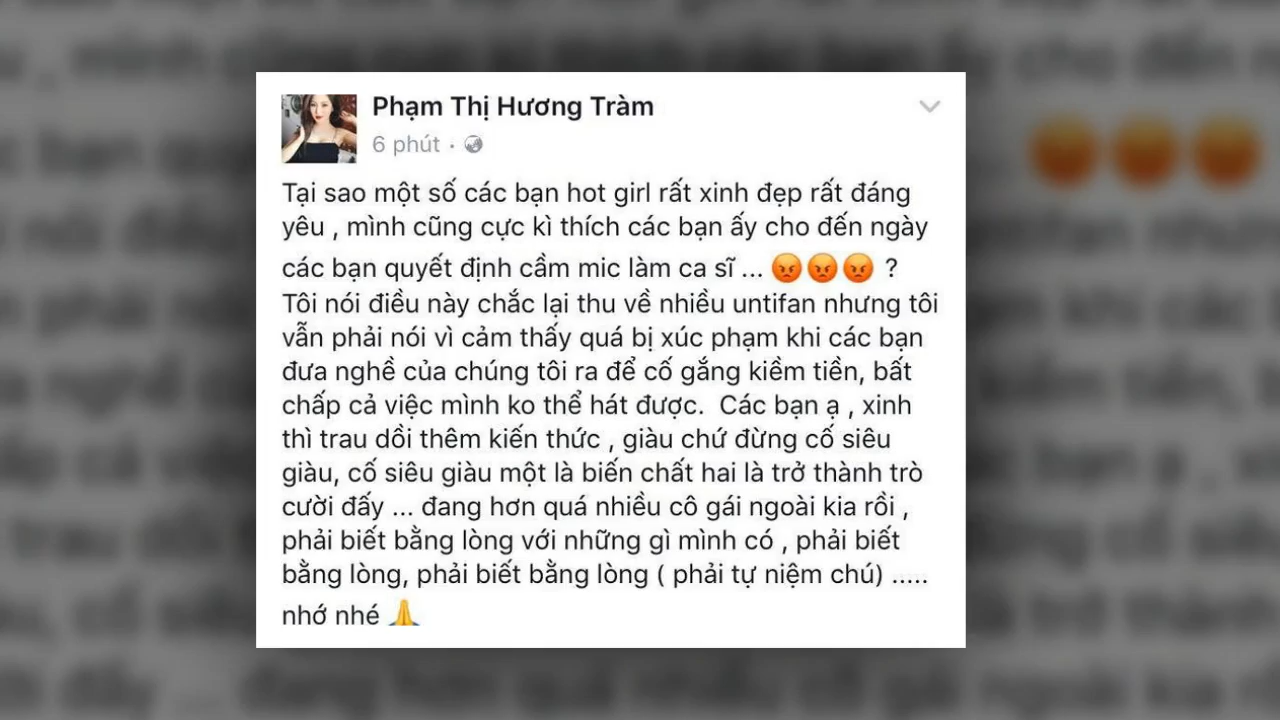 Phạm Thị Hương Tràm
6 phút ·
Tại sao một số các bạn hot girl rất xinh đẹp rất đáng
yêu , mình cũng cực kì thích các bạn ấy cho đến ngày
các bạn quyết định cầm mic làm ca sĩ ... 😡😡😡 ?
Tôi nói điều này chắc lại thu về nhiều untifan nhưng tôi
vẫn phải nói vì cảm thấy quá bị xúc phạm khi các bạn
đưa nghề của chúng tôi ra để cố gắng kiềm tiền, bất
chấp cả việc mình ko thể hát được. Các bạn ạ , xinh
thì trau dồi thêm kiến thức , giàu chứ đừng cố siêu
giàu, cố siêu giàu một là biến chất hai là trở thành trò
cười đấy ... đang hơn quá nhiều cô gái ngoài kia rồi ,
phải biết bằng lòng với những gì mình có , phải biết
bằng lòng, phải biết bằng lòng ( phải tự niệm chú) .....
nhớ nhé 🙏